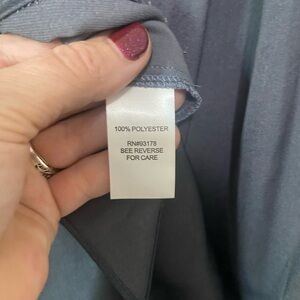 100% POLYESTER
RN#93178
SEE REVERSE
FOR CARE